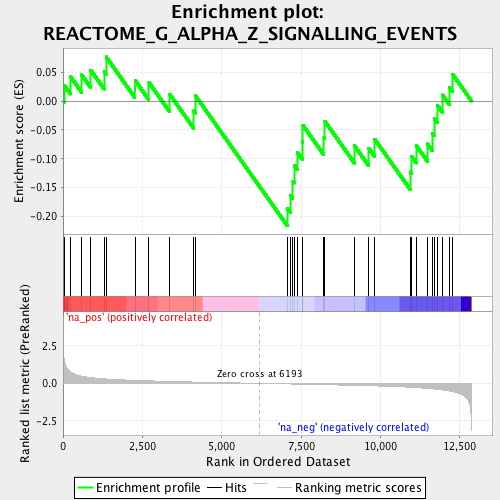 Enrichment plot:
REACTOME_G_ALPHA_Z_SIGNALLING_EVENTS
Enrichment score (ES)
0.05
0.00
-0.05
-0.10
-0.15
-0.20
'na_pos' (positively correlated)
Ranked list metric (PreRanked)
2.5
0.0
-2.5
Zero cross at 6193
'na_neg' (negatively correlated)
0 2,500 5,000 7,500 10,000 12,500
Rank in Ordered Dataset
Enrichment profile Hits Ranking metric scores